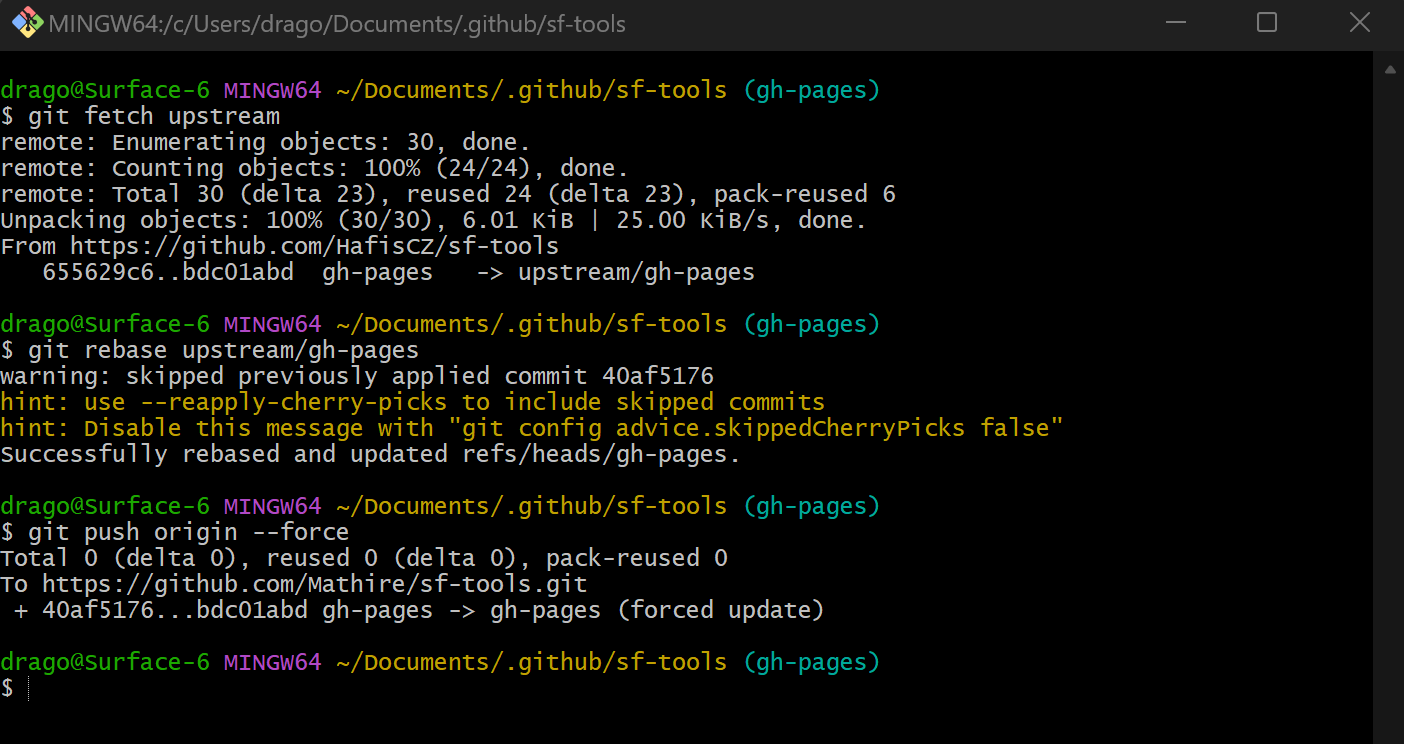 MINGW64:/c/Users/drago/Documents/.github/sf-tools
drago@Surface-6 MINGW64 ~/Documents/.github/sf-tools (gh-pages)
$ git fetch upstream
remote: Enumerating objects: 30, done.
remote: Counting objects: 100% (24/24), done.
remote: Total 30 (delta 23), reused 24 (delta 23), pack-reused 6
Unpacking objects: 100% (30/30), 6.01 KiB | 25.00 KiB/s, done.
From https://github.com/HafisCZ/sf-tools
   655629c6..bdc01abd  gh-pages   -> upstream/gh-pages
drago@Surface-6 MINGW64 ~/Documents/.github/sf-tools (gh-pages)
$ git rebase upstream/gh-pages
warning: skipped previously applied commit 40af5176
hint: use --reapply-cherry-picks to include skipped commits
hint: Disable this message with "git config advice.skippedCherryPicks false"
Successfully rebased and updated refs/heads/gh-pages.
drago@Surface-6 MINGW64 ~/Documents/.github/sf-tools (gh-pages)
$ git push origin --force
Total 0 (delta 0), reused 0 (delta 0), pack-reused 0
To https://github.com/Mathire/sf-tools.git
 + 40af5176...bdc01abd gh-pages -> gh-pages (forced update)
drago@Surface-6 MINGW64 ~/Documents/.github/sf-tools (gh-pages)
$